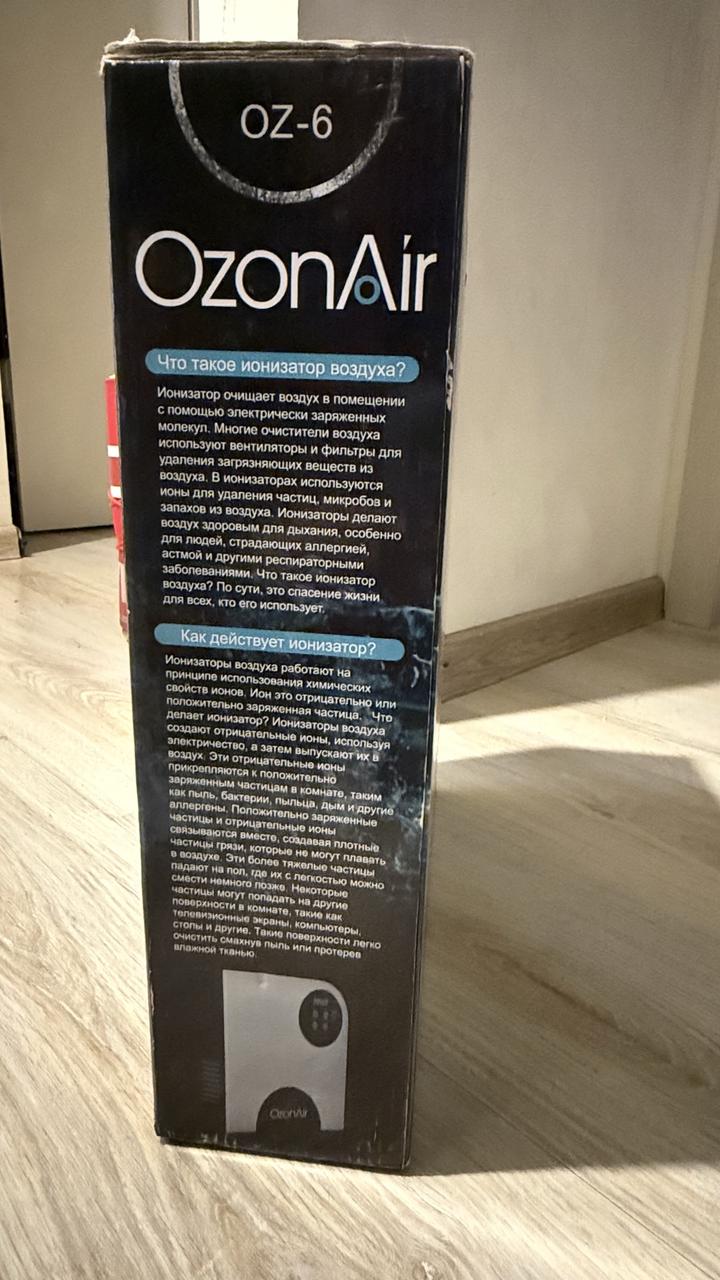 OZ-6
OzonAir
Что такое ионизатор воздуха?
Ионизатор очищает воздух в помещении
с помощью электрически заряженных
молекул. Многие очистители воздуха
используют вентиляторы и фильтры для
удаления загрязняющих веществ из
воздуха. В ионизаторах используются
ионы для удаления частиц, микробов и
запахов из воздуха. Ионизаторы делают
воздух здоровым для дыхания, особенно
для людей, страдающих аллергией,
астмой и другими респираторными
заболеваниями. Что такое ионизатор
воздуха? По сути, это спасение жизни
для всех, кто его использует.
Как действует ионизатор?
Ионизаторы воздуха работают на
принципе использования химических
свойств ионов. Ион это отрицательно или
положительно заряженная частица. Что
делает ионизатор? Ионизаторы воздуха
создают отрицательные ионы, используя
электричество, а затем выпускают их в
воздух. Эти отрицательные ионы
прикрепляются к положительно
заряженным частицам в комнате, таким
как пыль, бактерии, пыльца, дым и другие
аллергены. Положительно заряженные
частицы и отрицательные ионы
связываются вместе, создавая плотные
частицы грязи, которые не могут плавать
в воздухе. Эти более тяжелые частицы
падают на пол, где их с легкостью можно
смести немного позже. Некоторые
частицы могут попадать на другие
поверхности в комнате, такие как
телевизионные экраны, компьютеры,
столы и другие. Такие поверхности легко
очистить смахнув пыль или протерев
влажной тканью.
OzonAir